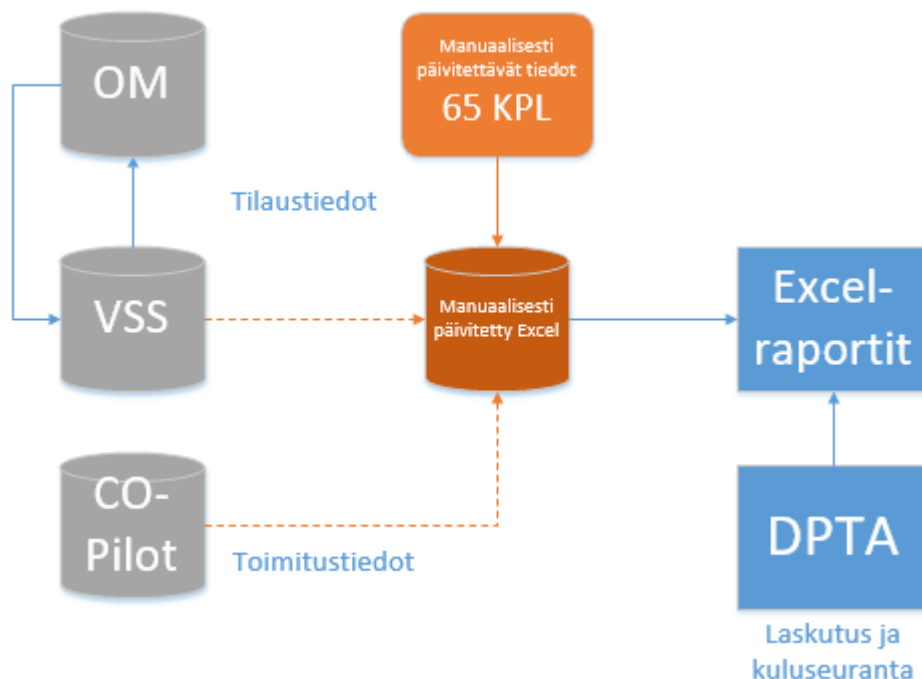 OM
Manuaalisesti
päivitettävät tiedot
65 KPL
Tilaustiedot
VSS
Manuaalisesti
päivitetty Excel
Excel-
raportit
CO-
Pilot
Toimitustiedot
DPTA
Laskutus ja
kuluseuranta